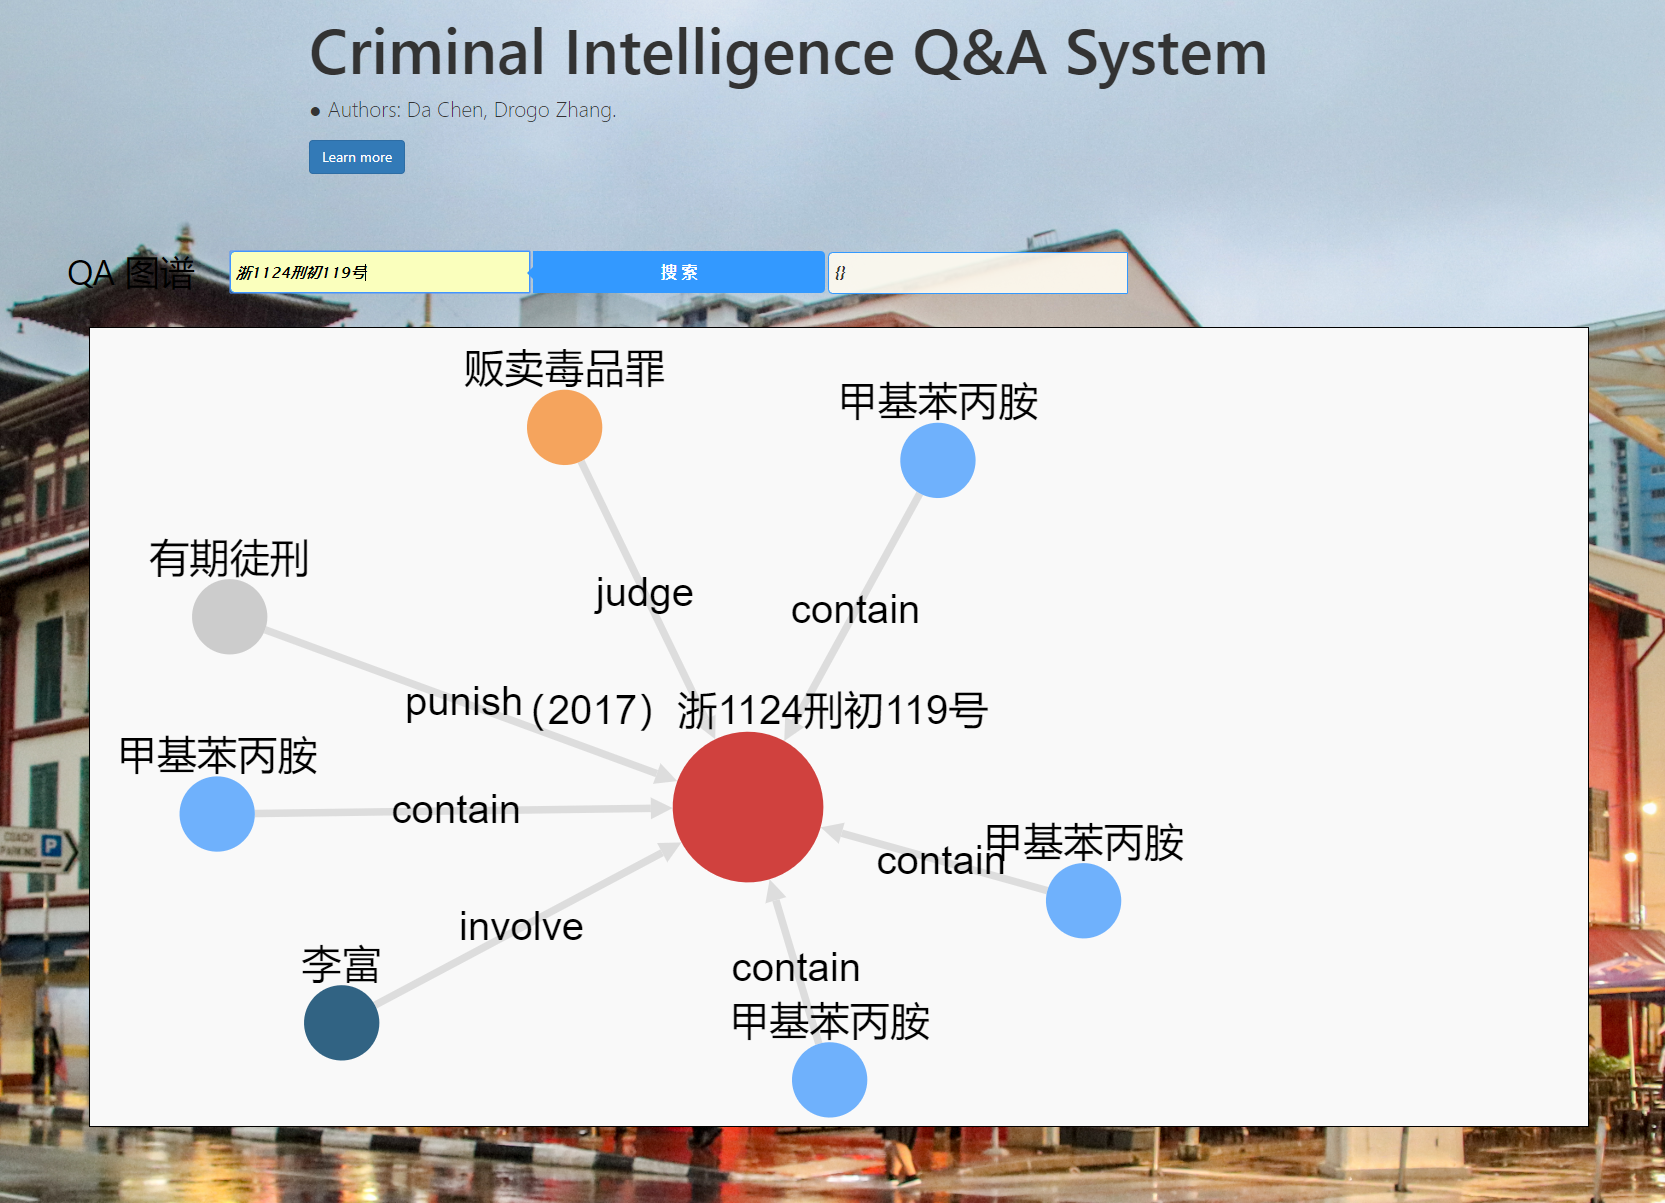 Criminal Intelligence Q&A System
● Authors: Da Chen, Drogo Zhang.
Learn more
QA 图谱
浙1124刑初119号
搜 索
{}
贩卖毒品罪
甲基苯丙胺
有期徒刑
judge
contain
punish
（2017）浙1124刑初119号
甲基苯丙胺
contain
甲基苯丙胺
contain
involve
李富
contain
甲基苯丙胺
COACH
PARKING
P